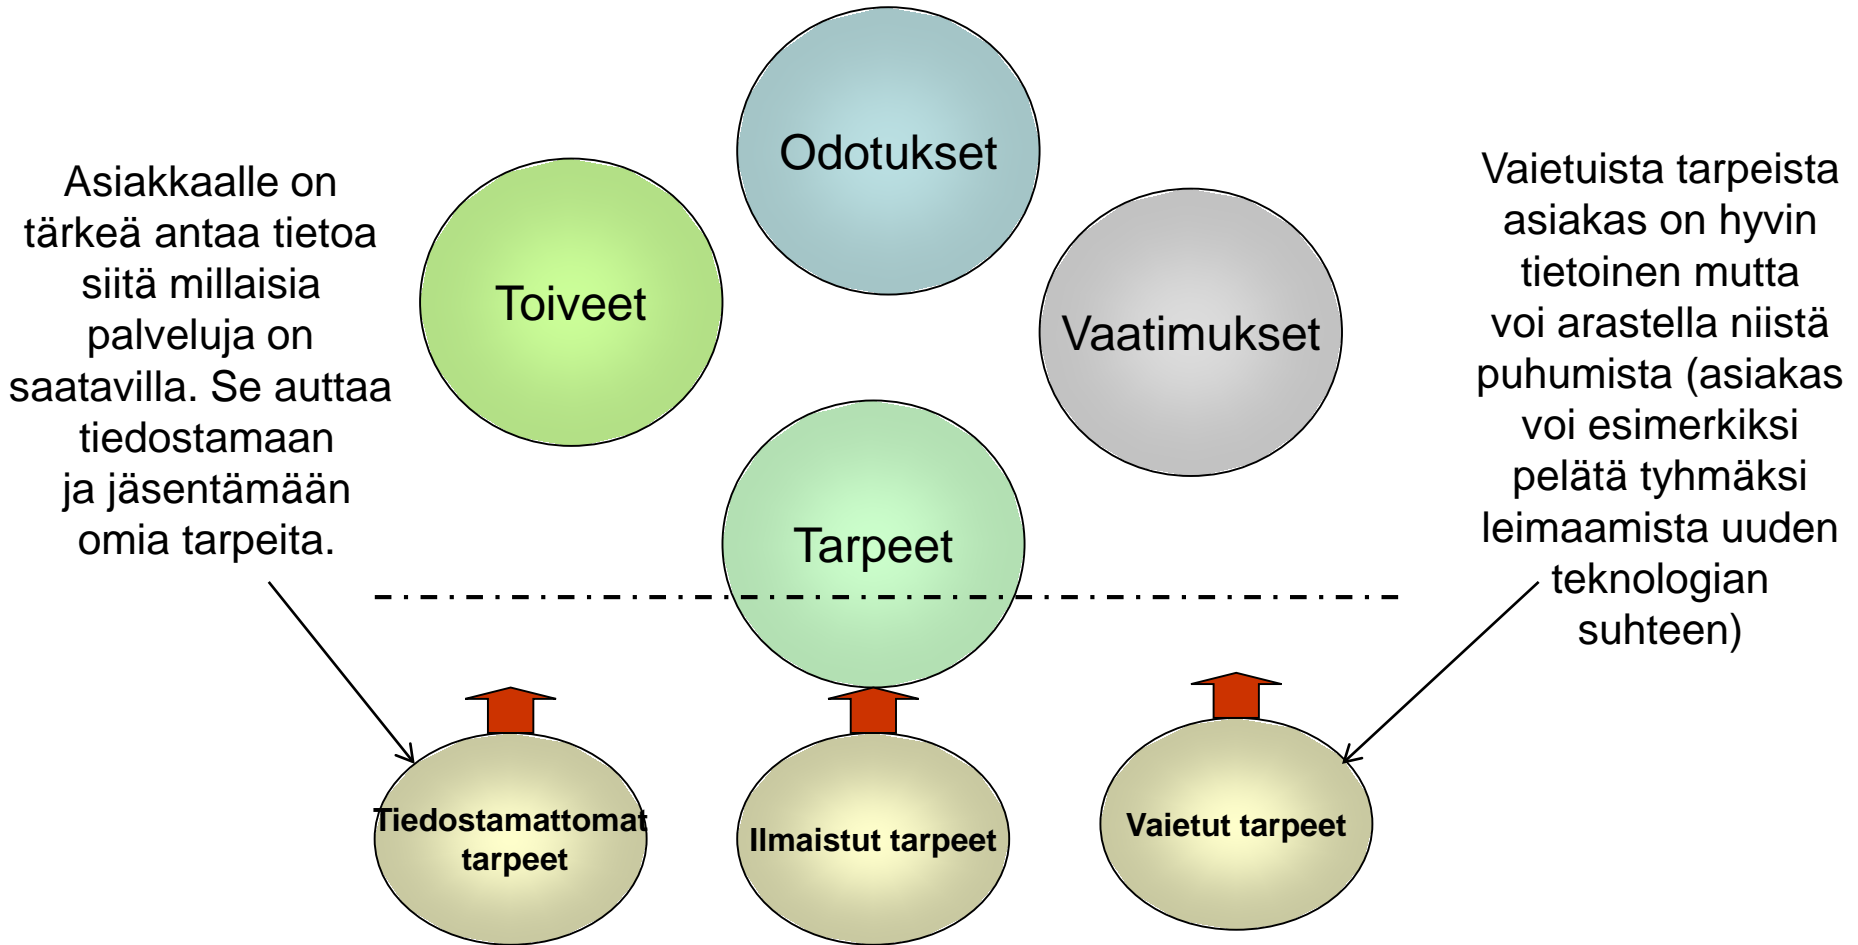 Asiakkaalle on
tärkeä antaa tietoa
siitä millaisia
palveluja on
saatavilla. Se auttaa
tiedostamaan
ja jäsentämään
omia tarpeita.
Odotukset
Toiveet
Vaatimukset
Tarpeet
Vaietuista tarpeista
asiakas on hyvin
tietoinen mutta
voi arastella niistä
puhumista (asiakas
voi esimerkiksi
pelätä tyhmäksi
leimaamista uuden
teknologian
suhteen)
Tiedostamattomat
tarpeet
Ilmaistut tarpeet
Vaietut tarpeet